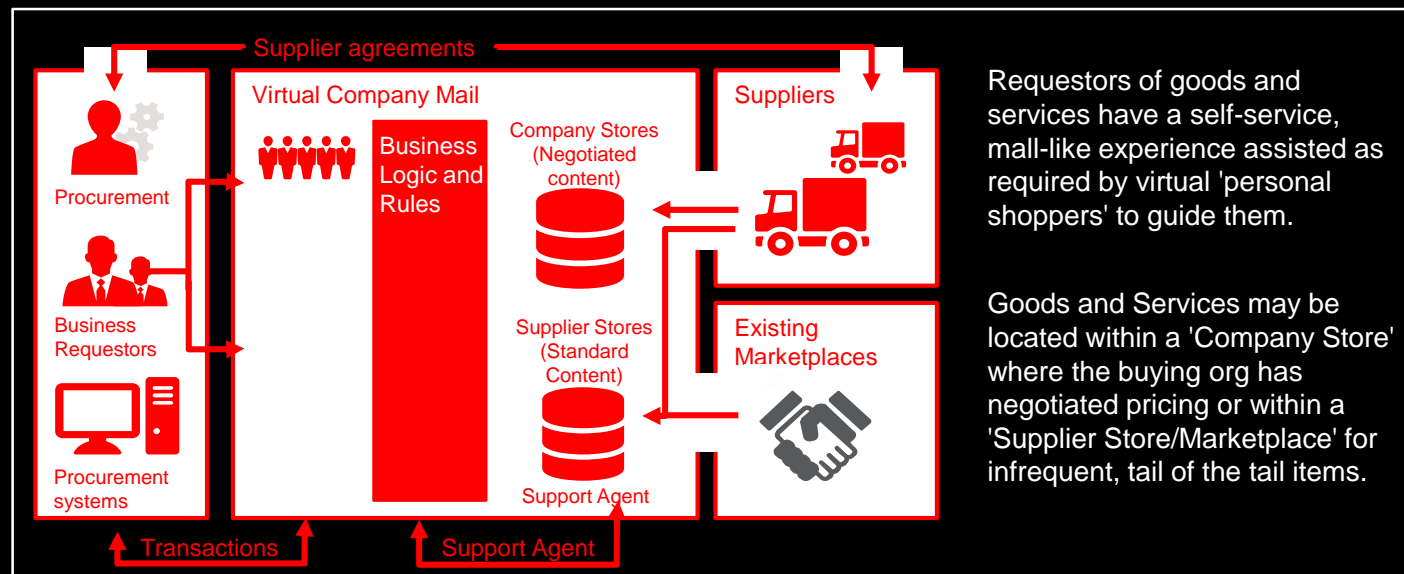 Supplier agreements
Procurement
Business
Requestors
Procurement
systems
Virtual Company Mail
Business
Logic and
Rules
Company Stores
(Negotiated
content)
Supplier Stores
(Standard
Content)
Support Agent
Suppliers
Existing
Marketplaces
Transactions
Support Agent
Requestors of goods and
services have a self-service,
mall-like experience assisted as
required by virtual 'personal
shoppers' to guide them.
Goods and Services may be
located within a 'Company Store'
where the buying org has
negotiated pricing or within a
'Supplier Store/Marketplace' for
infrequent, tail of the tail items.